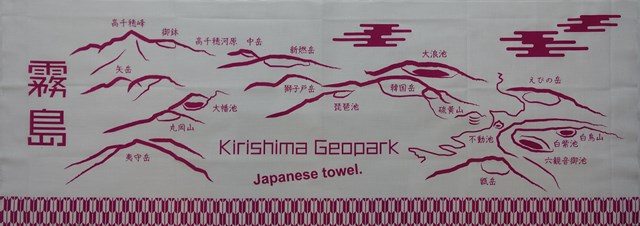 霧島
高千穂峰
御鉢
高千穂河原
中岳
新燃岳
大浪池
えびの岳
矢岳
獅子戸岳
韓国岳
大幡池
琵琶池
硫黄山
丸岡山
不動池
白鳥山
白紫池
夷守岳
六観音御池
甑岳
Kirishima Geopark
Japanese towel.